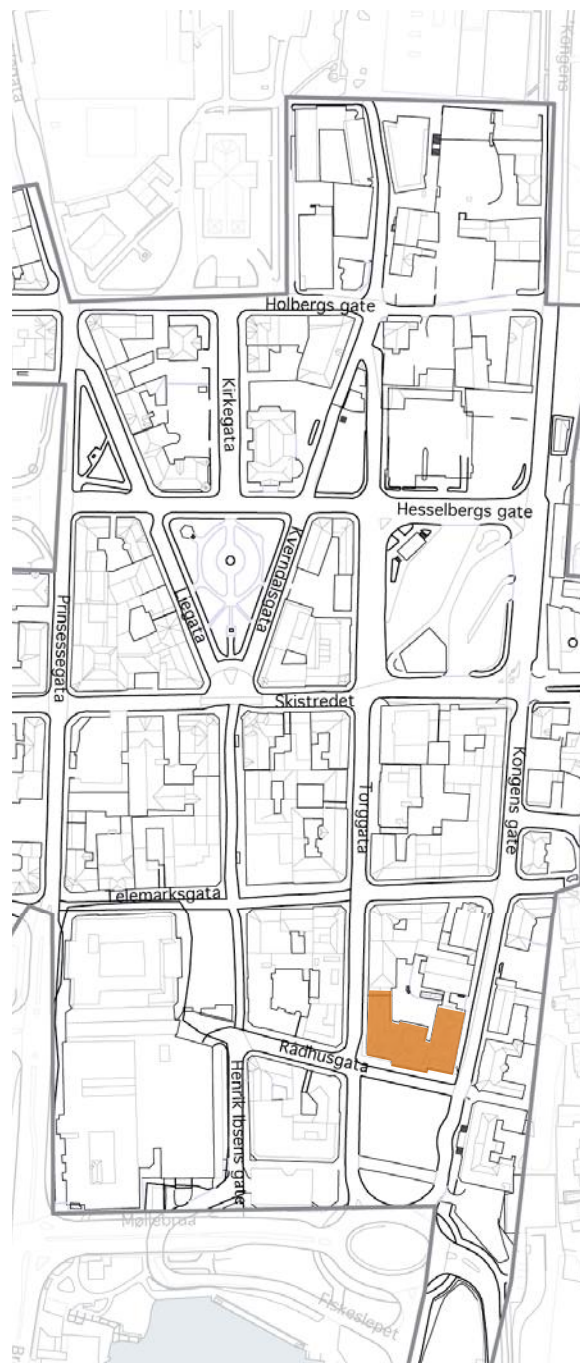 Kongens
Holbergs gate
Kirkegata
Hesselbergs gate
Kverndalsgata
Liegata
Prinsessegata
Skistredet
Torggata
Kongens gate
Telemarksgata
Rådhusgata
Henrik Ibsens gate
Møllebrua
Fiskeslepet